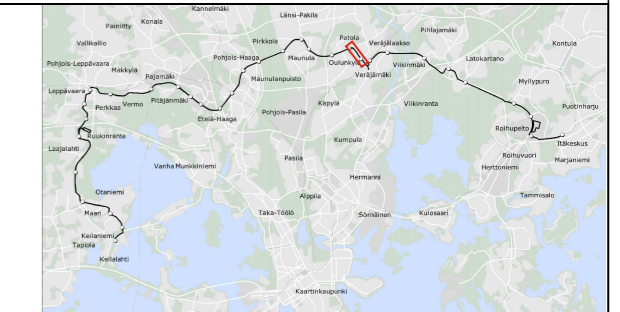 Kannelmäki
Konala
Länsi-Pakila
Painiitty
Vallikallio
Pirkkola
Patola
Veräjälaakso
Pihlajamäki
Kontula
Pohjois-Haaga
Maunula
Pohjois-Leppävaara
Mäkkylä
Oulunkylä
Latokartano
Viikinmäki
Veräjämäki
Pajamäki
Maunulanpuisto
Myllypuro
Leppävaara
Pitäjänmäki
Perkkaa
Vermo
Käpylä
Viikinranta
Puotinharju
Pohjois-Pasila
Etelä-Haaga
Roihupelto
Ruukinranta
Kumpula
Itäkeskus
Laajalahti
Roihuvuori
Marjaniemi
Pasila
Herttoniemi
Vanha Munkkiniemi
Hermanni
Otaniemi
Alppila
Tammisalo
Maari
Taka-Töölö
Sörnäinen
Kulosaari
Keilaniemi
Tapiola
Keilalahti
Kaartinkaupunki